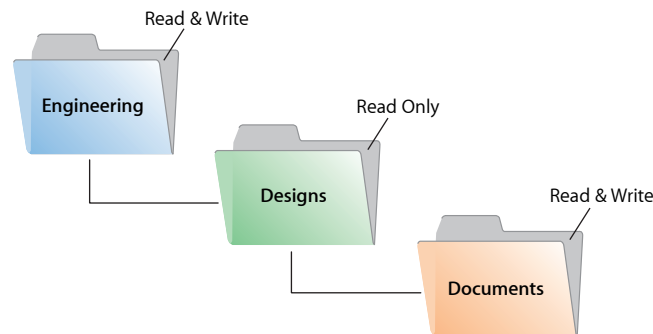 Read & Write
Engineering
Read Only
Designs
Read & Write
Documents